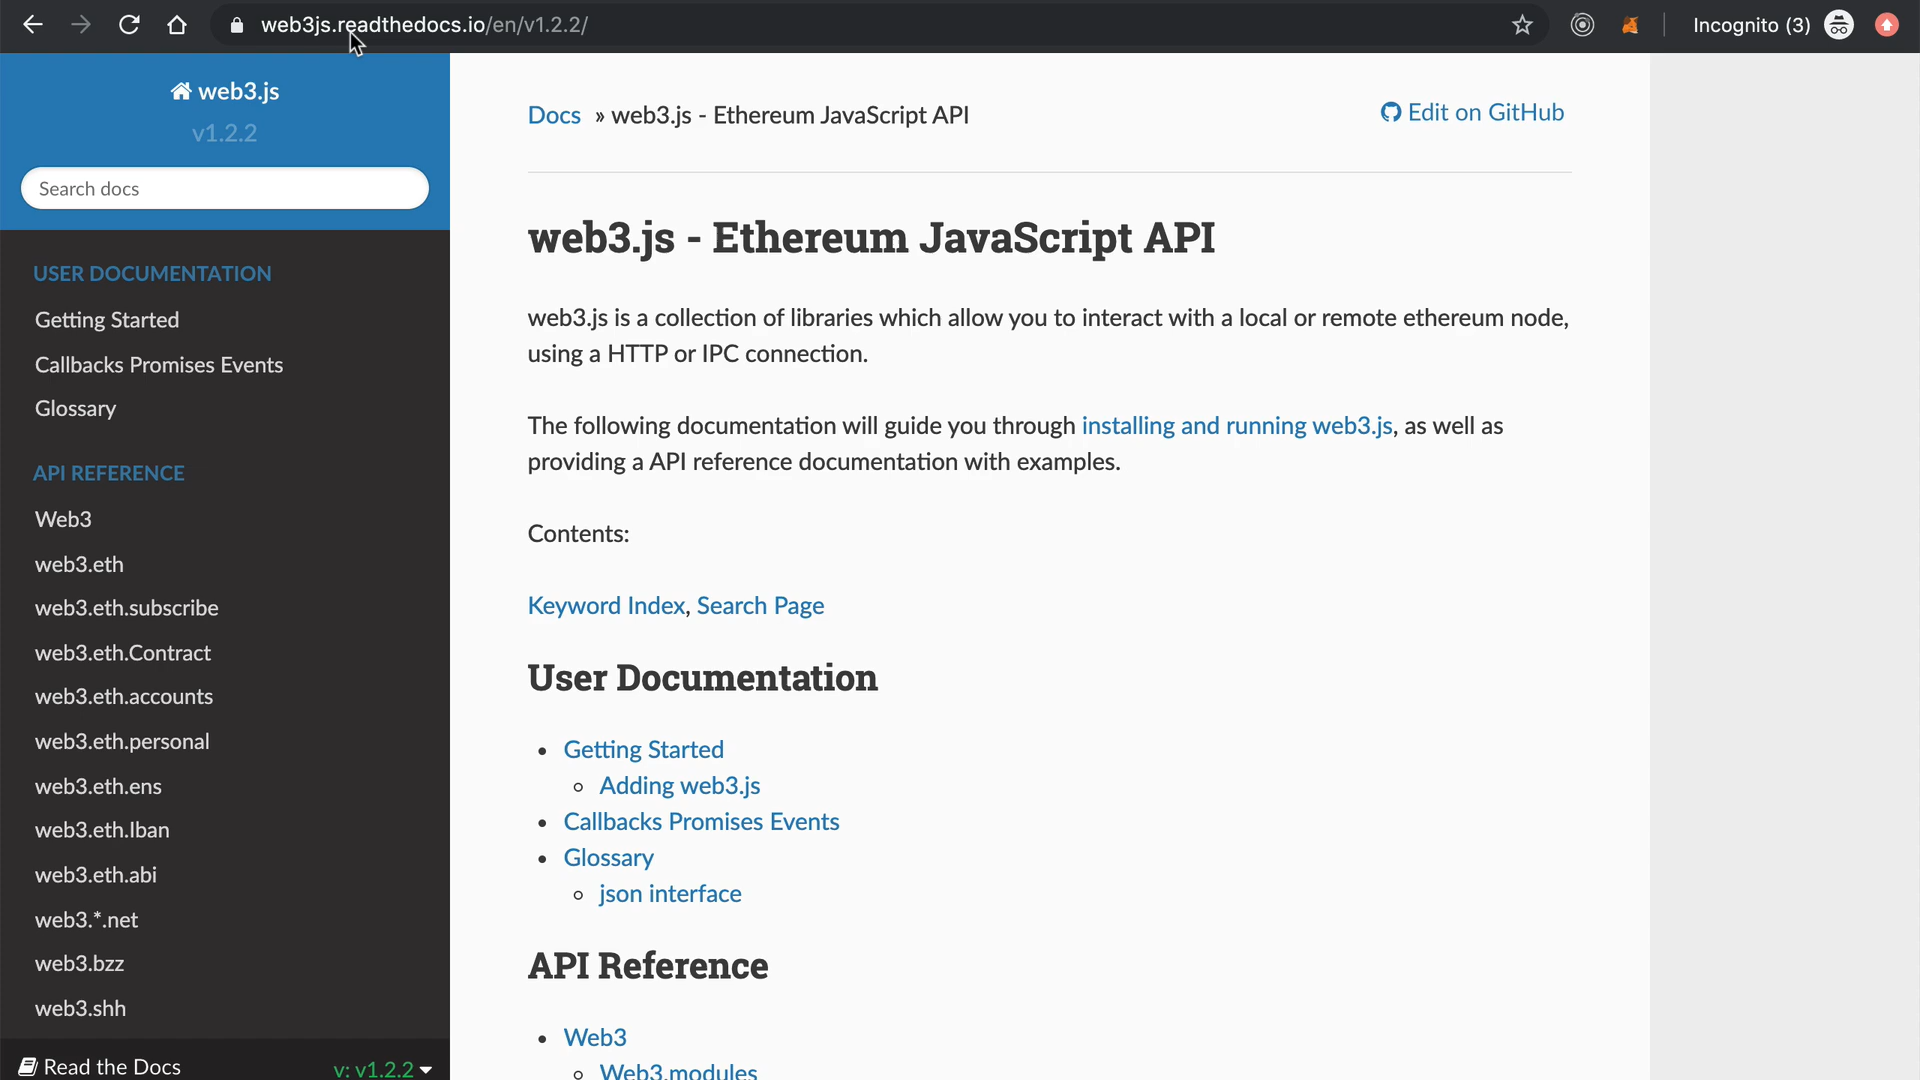 web3js.readthedocs.io/en/v1.2.2/
Incognito (3)
web3.js
v1.2.2
Search docs
USER DOCUMENTATION
Getting Started
Callbacks Promises Events
Glossary
API REFERENCE
Web3
web3.eth
web3.eth.subscribe
web3.eth.Contract
web3.eth.accounts
web3.eth.personal
web3.eth.ens
web3.eth.Iban
web3.eth.abi
web3.*.net
web3.bzz
web3.shh
Read the Docs
v: v1.2.2
Docs » web3.js - Ethereum JavaScript API
Edit on GitHub
web3.js - Ethereum JavaScript API
web3.js is a collection of libraries which allow you to interact with a local or remote ethereum node,
using a HTTP or IPC connection.
The following documentation will guide you through installing and running web3.js, as well as
providing a API reference documentation with examples.
Contents:
Keyword Index, Search Page
User Documentation
• Getting Started
◦ Adding web3.js
• Callbacks Promises Events
• Glossary
◦ json interface
API Reference
• Web3
◦ Web3.modules